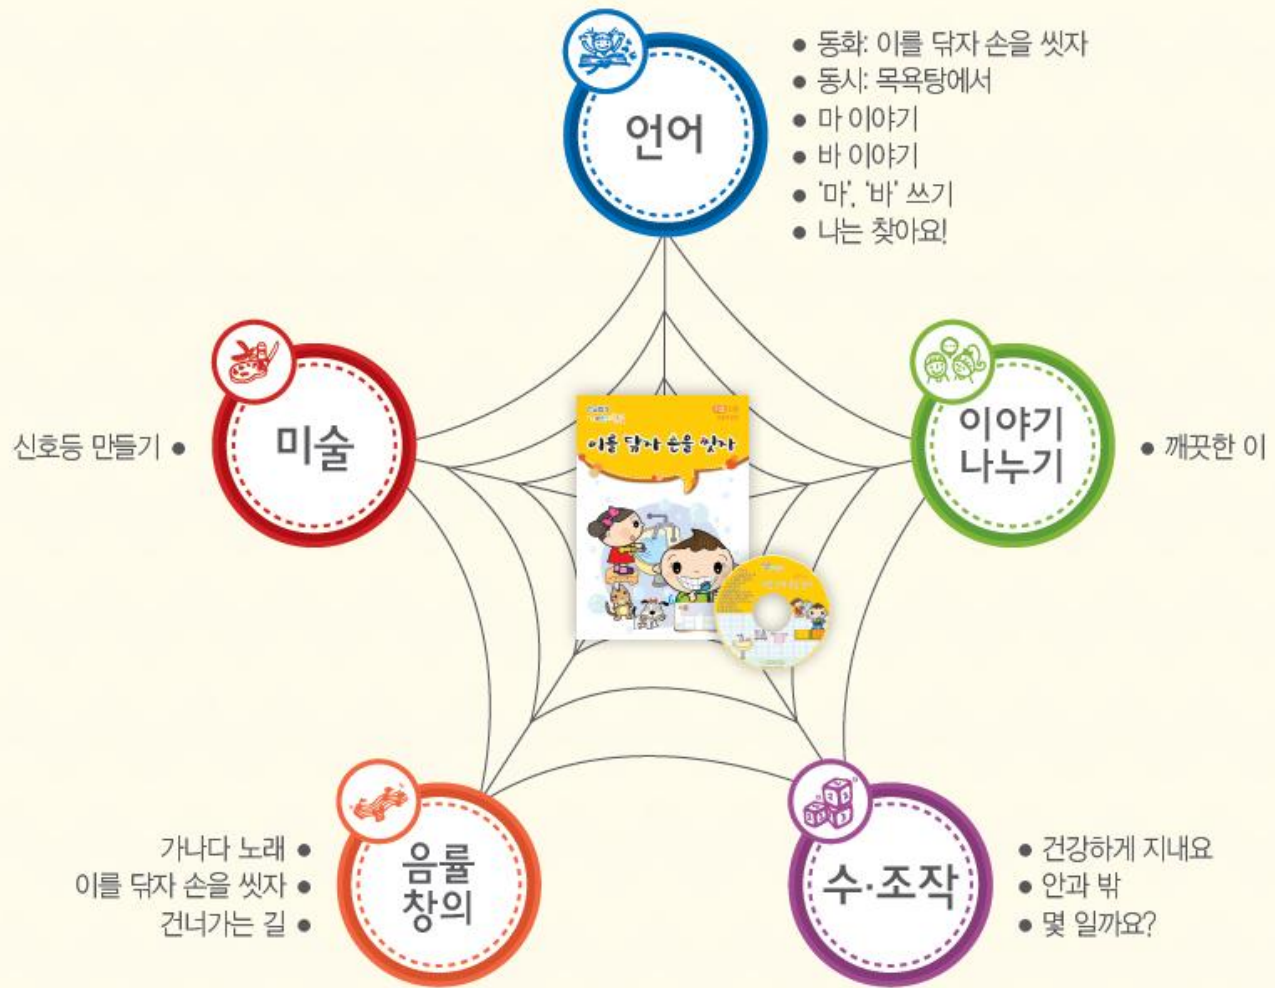 언어
동화: 이를 닦자 손을 씻자
동시: 목욕탕에서
마 이야기
바 이야기
'마', '바' 쓰기
나는 찾아요!
미술
신호등 만들기
이야기
나누기
깨끗한 이
이를 닦자 손을 씻자
음률
창의
가나다 노래
이를 닦자 손을 씻자
건너가는 길
수·조작
건강하게 지내요
안과 밖
몇 일까요?